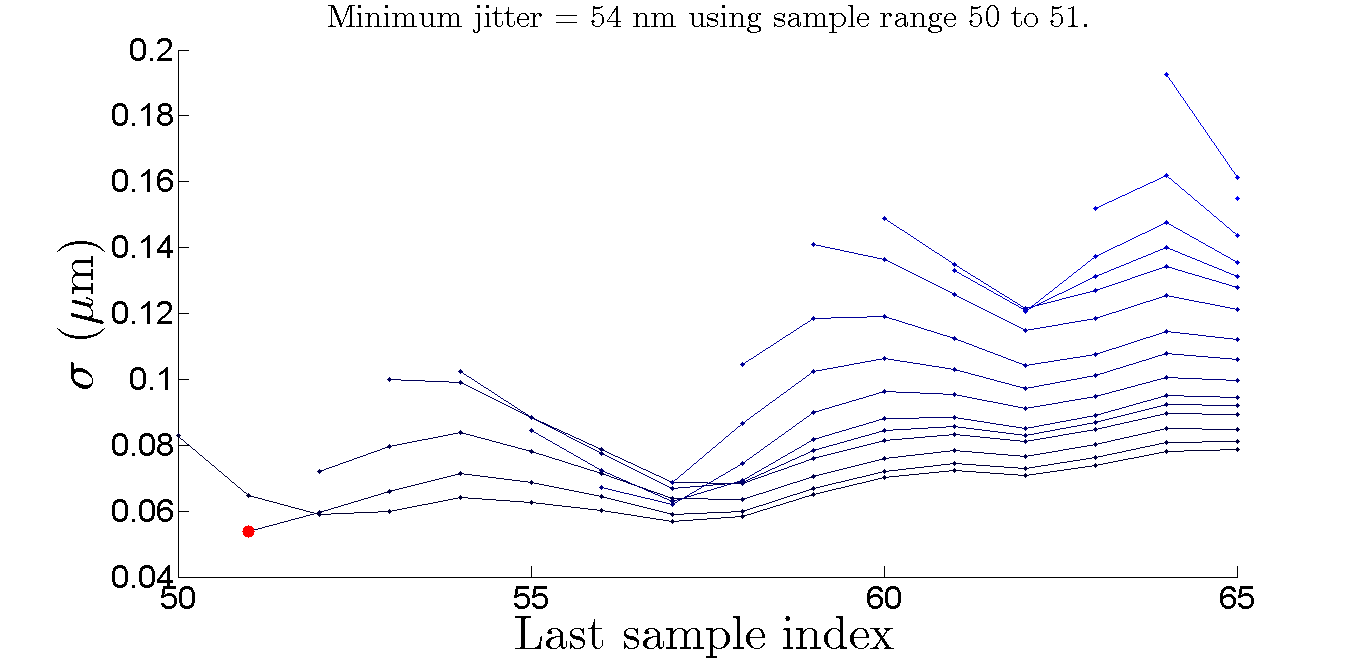 Minimum jitter = 54 nm using sample range 50 to 51.
0.2
0.18
0.16
0.14
0.12
0.1
0.08
0.06
0.04
σ (μm)
50 55 60 65
Last sample index